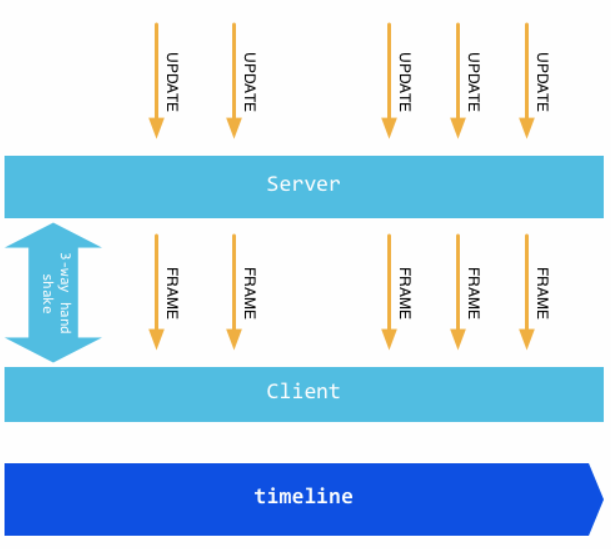 UPDATE
UPDATE
UPDATE
UPDATE
UPDATE
Server
3-way hand
shake
FRAME
FRAME
FRAME
FRAME
FRAME
Client
timeline